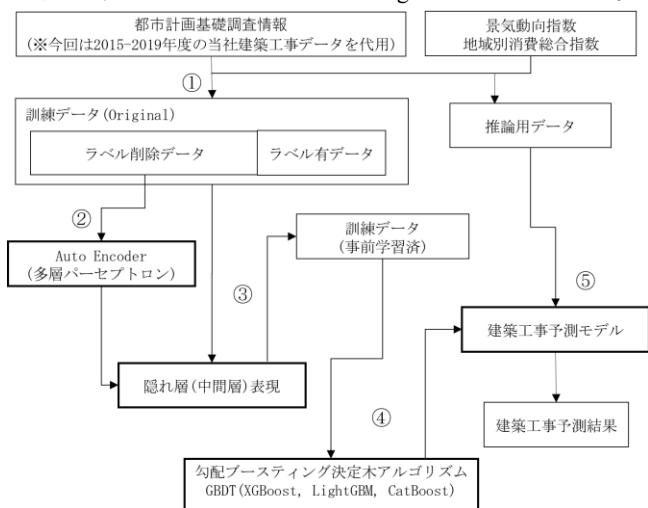 都市計画基礎調査情報
(※今回は2015-2019年度の当社建築工事データを代用)
景気動向指数
地域別消費総合指数
①
訓練データ(Original)
ラベル削除データ
ラベル有データ
推論用データ
②
訓練データ
(事前学習済)
Auto Encoder
(多層パーセプトロン)
③
⑤
建築工事予測モデル
隠れ層(中間層)表現
④
建築工事予測結果
勾配ブースティング決定木アルゴリズム
GBDT(XGBoost, LightGBM, CatBoost)